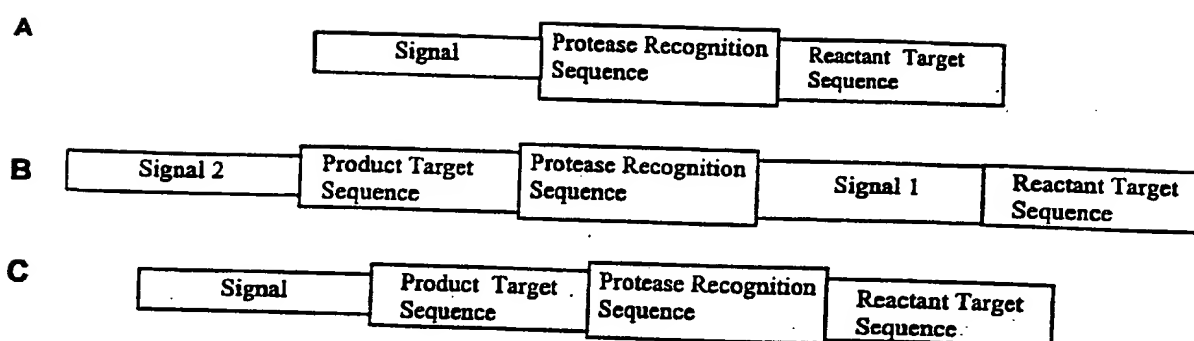 A
Signal
Protease Recognition
Sequence
Reactant Target
Sequence
B
Signal 2
Product Target
Sequence
Protease Recognition
Sequence
Signal 1
Reactant Target
Sequence
C
Signal
Product Target
Sequence
Protease Recognition
Sequence
Reactant Target
Sequence